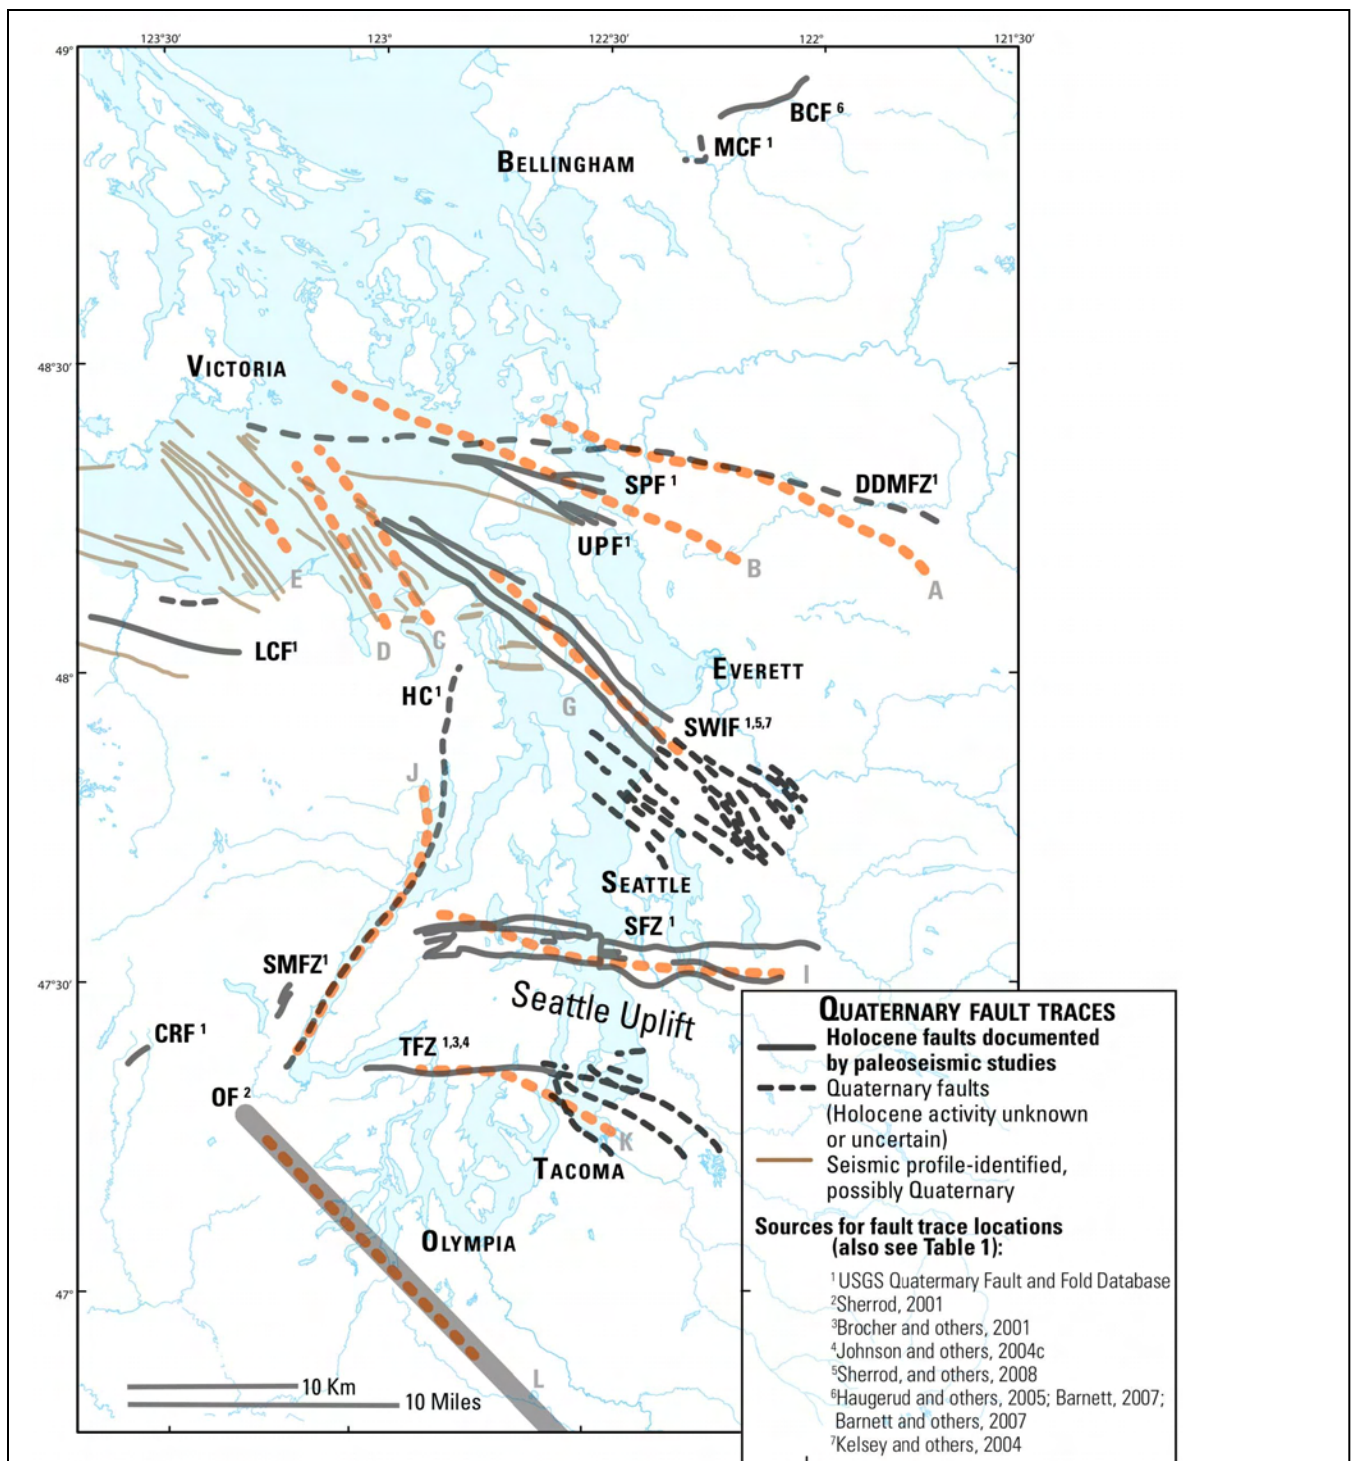 123°30' 123° 122°30' 122° 121°30'
49°
BCF 6
MCF 1
BELLINGHAM
48°30'
VICTORIA
SPF 1
DDMFZ1
UPF1
B
A
E
C
D
LCF1
48°
HC1
EVERETT
G
SWIF 1,5,7
J
SEATTLE
SFZ 1
I
SMFZ1
47°30'
Seattle Uplift
CRF 1
TFZ 1,3,4
OF 2
K
TACOMA
OLYMPIA
47°
L
10 Km
10 Miles
QUATERNARY FAULT TRACES
Holocene faults documented
by paleoseismic studies
Quaternary faults
(Holocene activity unknown
or uncertain)
Seismic profile-identified,
possibly Quaternary
Sources for fault trace locations
(also see Table 1):
1 USGS Quaternary Fault and Fold Database
2Sherrod, 2001
3Brocher and others, 2001
4Johnson and others, 2004c
5Sherrod, and others, 2008
6Haugerud and others, 2005; Barnett, 2007;
Barnett and others, 2007
7Kelsey and others, 2004